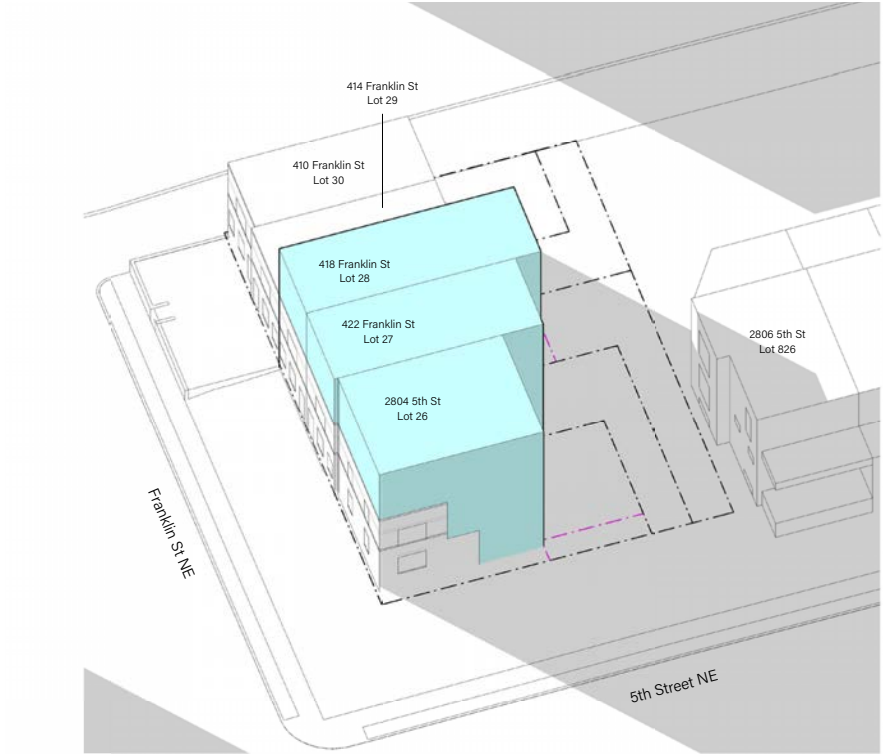 414 Franklin St
Lot 29
410 Franklin St
Lot 30
418 Franklin St
Lot 28
422 Franklin St
Lot 27
2806 5th St
Lot 826
2804 5th St
Lot 26
Franklin St NE
5th Street NE